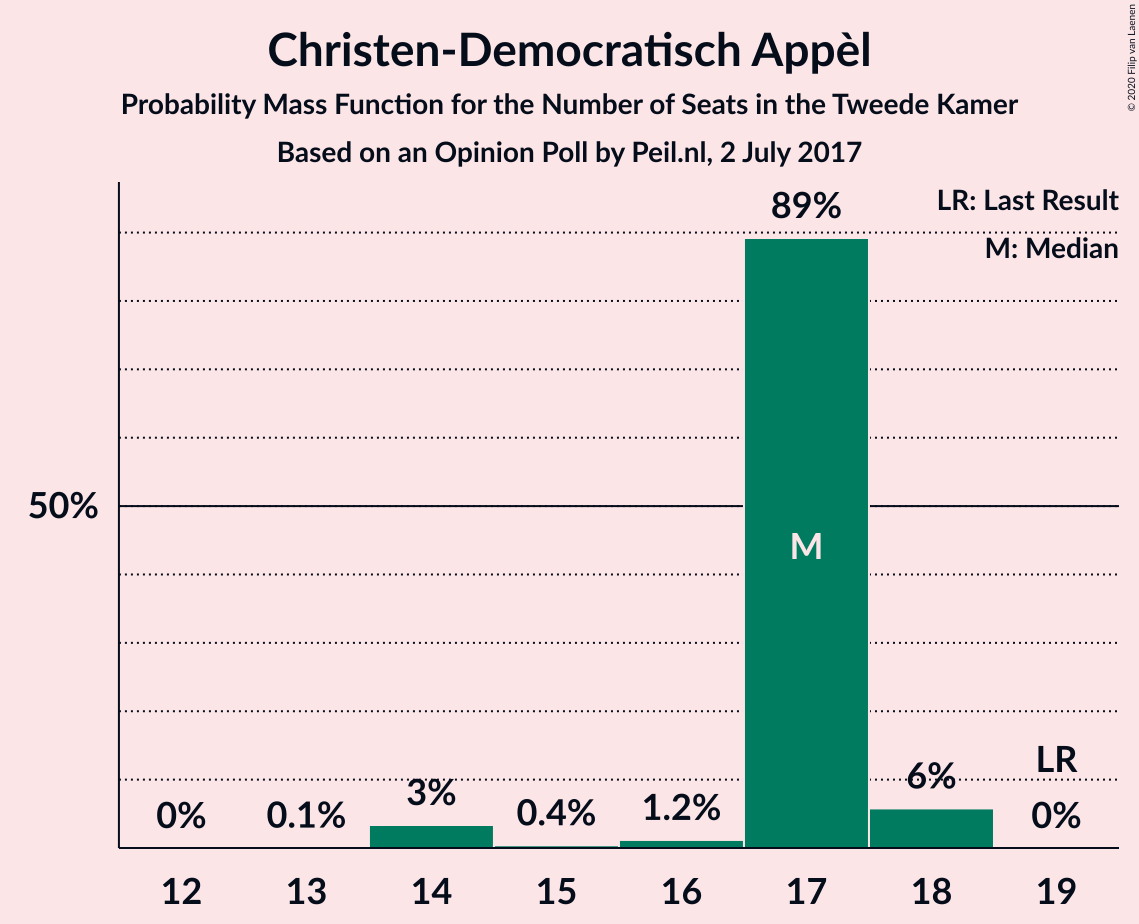 Christen-Democratisch Appèl
Probability Mass Function for the Number of Seats in the Tweede Kamer
Based on an Opinion Poll by Peil.nl, 2 July 2017
© 2020 Filip van Laenen
LR: Last Result
M: Median
50%
0%
0.1%
3%
0.4%
1.2%
89%
M
6%
LR
0%
12 13 14 15 16 17 18 19